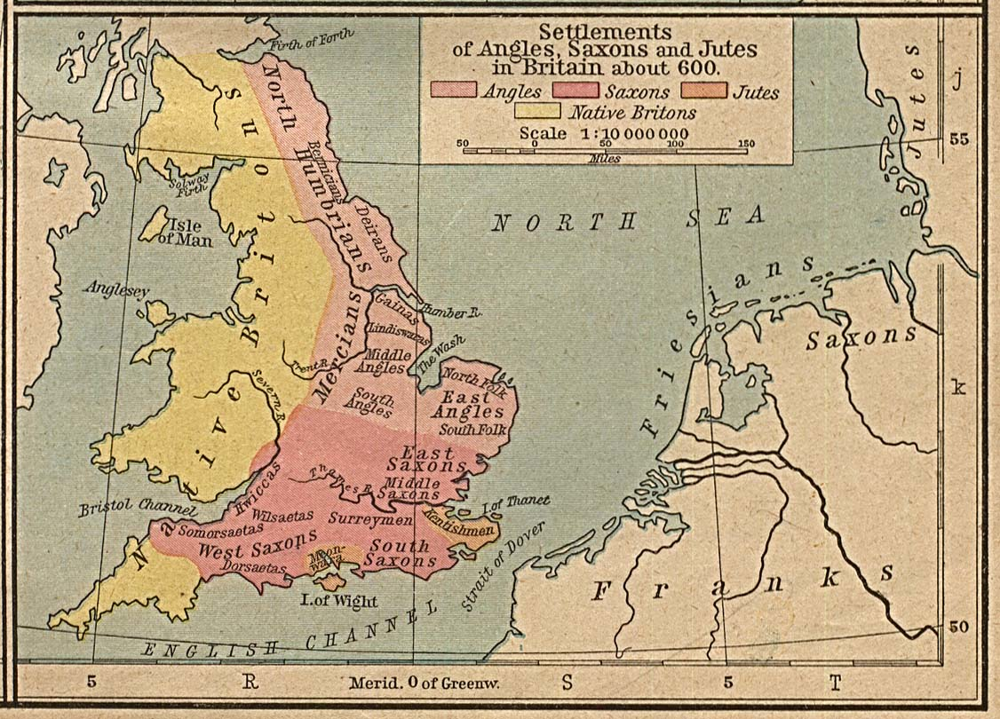 Settlements
of Angles, Saxons and Jutes
in Britain about 600.
Angles Saxons Jutes
Native Britons
Scale 1:10 000 000
50 0 50 100 150
Miles
Firth of Forth
North
Humbrians
Bernicians
Deirans
Solway
Firth
Isle
of Man
Anglesey
Native Britons
NORTH SEA
Jutes
j
55
Humber R.
Gainas
Lindiswaras
The Wash
Mercians
Trent R.
Middle
Angles
South
Angles
North Folk
East
Angles
South Folk
Severn R.
East
Saxons
Thames R.
Middle
Saxons
Hwiccas
Bristol Channel
I. of Thanet
Kentishmen
Wilsaetas
Surreymen
Somorsaetas
West Saxons
South
Saxons
Dorsaetas
Meon-
wara
I. of Wight
Strait of Dover
ENGLISH CHANNEL
Friesians
Saxons
k
Franks
50
5 R Merid. 0 of Greenw. S 5 T